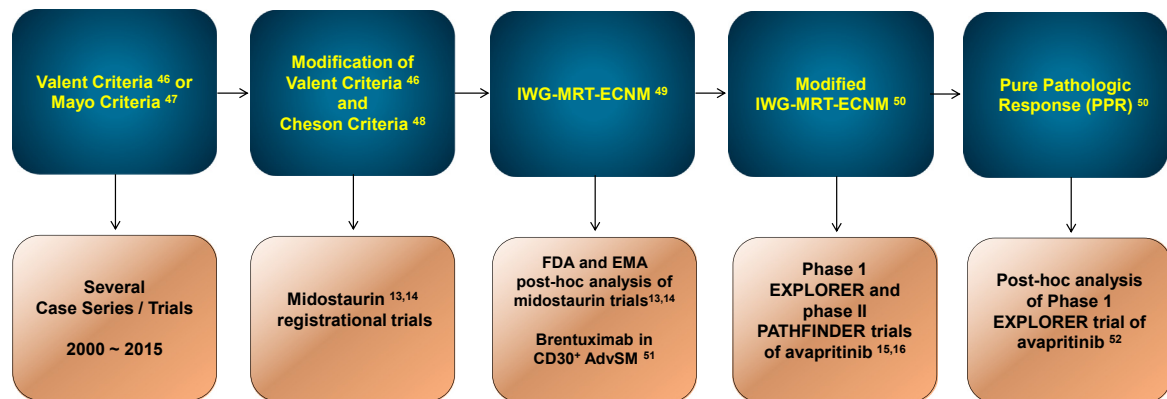 Valent Criteria 46 or
Mayo Criteria 47
Modification of
Valent Criteria 46
and
Cheson Criteria 48
IWG-MRT-ECNM 49
Modified
IWG-MRT-ECNM 50
Pure Pathologic
Response (PPR) 50
Several
Case Series / Trials
2000 ~ 2015
Midostaurin 13,14
registrational trials
FDA and EMA
post-hoc analysis of
midostaurin trials13,14
Brentuximab in
CD30+ AdvSM 51
Phase 1
EXPLORER and
phase II
PATHFINDER trials
of avapritinib 15,16
Post-hoc analysis
of Phase 1
EXPLORER trial of
avapritinib 52